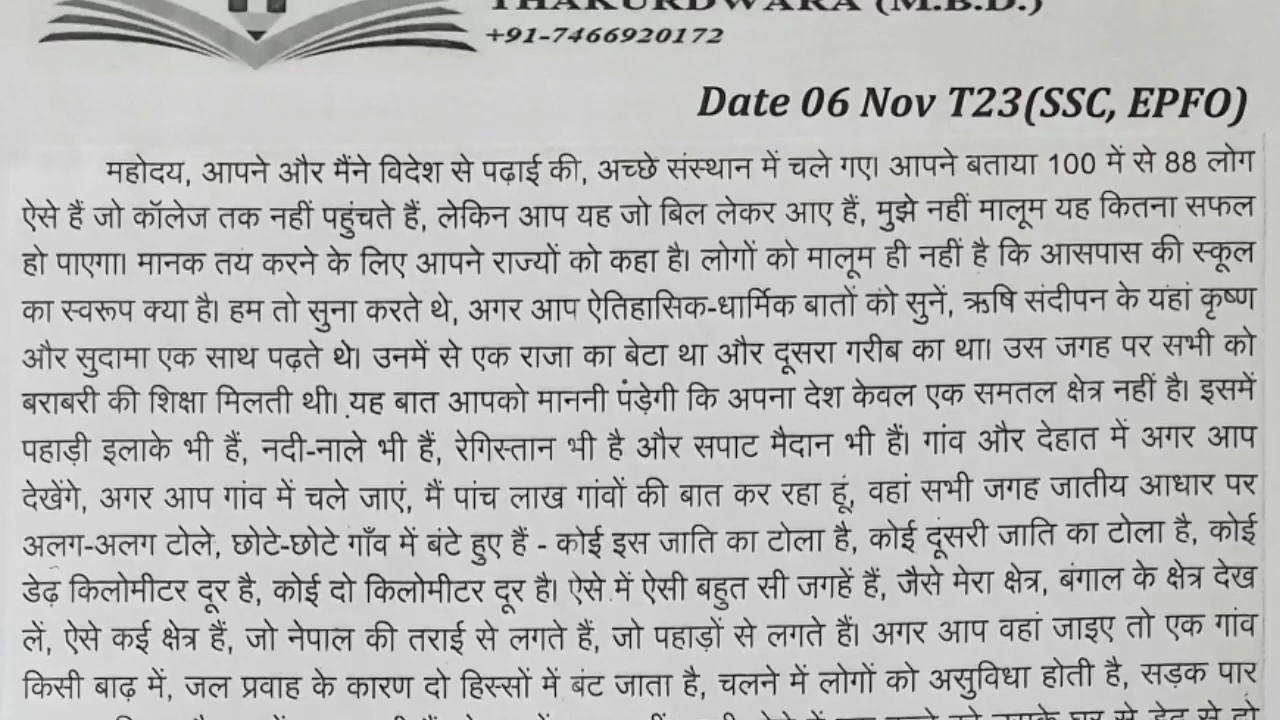 THAKURDWARA (M.B.D.)
+91-7466920172
Date 06 Nov T23(SSC, EPFO)
महोदय, आपने और मैंने विदेश से पढ़ाई की, अच्छे संस्थान में चले गए। आपने बताया 100 में से 88 लोग
ऐसे हैं जो कॉलेज तक नहीं पहुंचते हैं, लेकिन आप यह जो बिल लेकर आए हैं, मुझे नहीं मालूम यह कितना सफल
हो पाएगा। मानक तय करने के लिए आपने राज्यों को कहा है। लोगों को मालूम ही नहीं है कि आसपास की स्कूल
का स्वरूप क्या है। हम तो सुना करते थे, अगर आप ऐतिहासिक-धार्मिक बातों को सुनें, ऋषि संदीपन के यहां कृष्ण
और सुदामा एक साथ पढ़ते थे। उनमें से एक राजा का बेटा था और दूसरा गरीब का था। उस जगह पर सभी को
बराबरी की शिक्षा मिलती थी। यह बात आपको माननी पड़ेगी कि अपना देश केवल एक समतल क्षेत्र नहीं है। इसमें
पहाड़ी इलाके भी हैं, नदी-नाले भी हैं, रेगिस्तान भी है और सपाट मैदान भी हैं। गांव और देहात में अगर आप
देखेंगे, अगर आप गांव में चले जाएं, मैं पांच लाख गांवों की बात कर रहा हूं, वहां सभी जगह जातीय आधार पर
अलग-अलग टोले, छोटे-छोटे गाँव में बंटे हुए हैं - कोई इस जाति का टोला है, कोई दूसरी जाति का टोला है, कोई
डेढ़ किलोमीटर दूर है, कोई दो किलोमीटर दूर है। ऐसे में ऐसी बहुत सी जगहें हैं, जैसे मेरा क्षेत्र, बंगाल के क्षेत्र देख
लें, ऐसे कई क्षेत्र हैं, जो नेपाल की तराई से लगते हैं, जो पहाड़ों से लगते हैं। अगर आप वहां जाइए तो एक गांव
किसी बाढ़ में, जल प्रवाह के कारण दो हिस्सों में बंट जाता है, चलने में लोगों को असुविधा होती है, सड़क पार